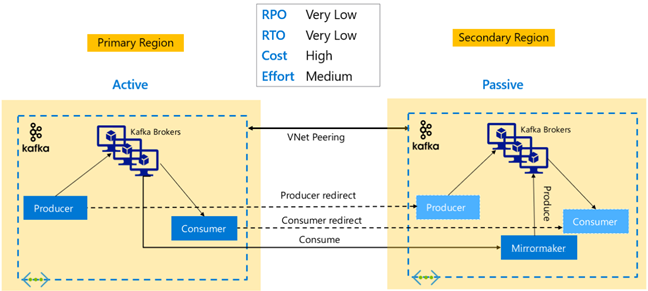 RPO Very Low
RTO Very Low
Cost High
Effort Medium
Primary Region
Secondary Region
Active
Passive
kafka
Kafka Brokers
VNet Peering
kafka
Kafka Brokers
Producer
Producer redirect
Producer
Produce
Consumer
Consumer redirect
Consumer
Consume
Mirrormaker